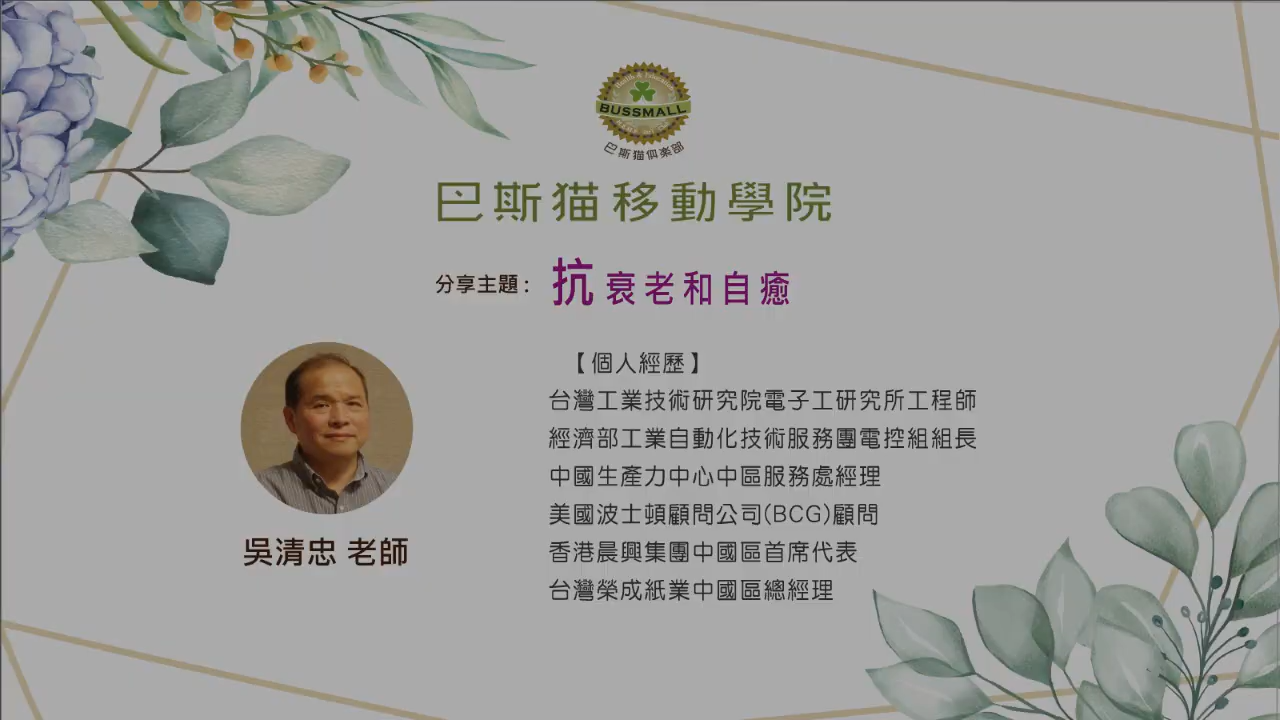 BUSSMALL
巴斯猫俱楽部
巴斯猫移動學院
分享主題: 抗衰老和自癒
【個人經歷】
台灣工業技術研究院電子工研究所工程師
經濟部工業自動化技術服務團電控組組長
中國生產力中心中區服務處經理
美國波士頓顧問公司(BCG)顧問
香港晨興集團中國區首席代表
台灣榮成紙業中國區總經理
吳清忠 老師